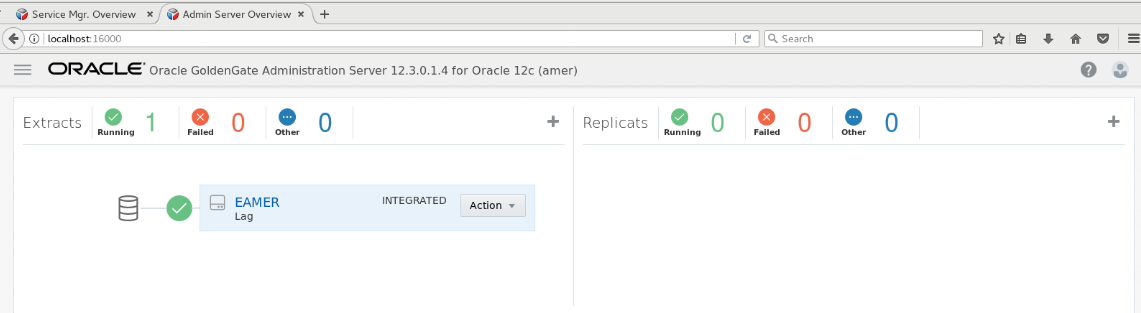 Service Mgr. Overview × Admin Server Overview × +
localhost:16000 Search
ORACLE® Oracle GoldenGate Administration Server 12.3.0.1.4 for Oracle 12c (amer)
Extracts Running 1 Failed 0 Other 0 + Replicats Running 0 Failed 0 Other 0 +
EAMER INTEGRATED Action
Lag